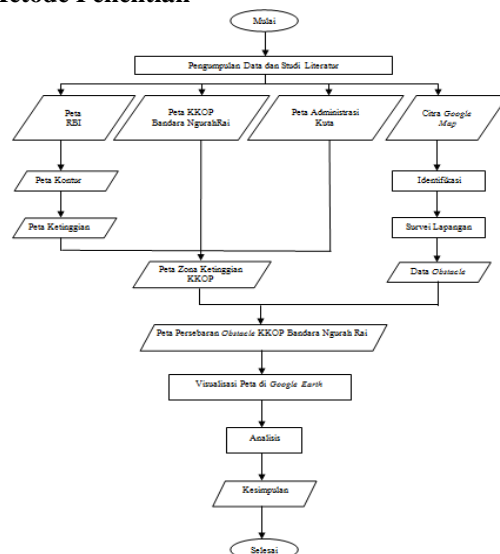 Metode Penelitian
Mulai
Pengumpulan Data dan Studi Literatur
Peta
RBI
Peta KKOP
Bandara NgurahRai
Peta Administrasi
Kuta
Citra Google
Map
Peta Kontur
Identifikasi
Peta Ketinggian
Survei Lapangan
Peta Zona Ketinggian
KKOP
Data Obstacle
Peta Persebaran Obstacle KKOP Bandara Ngurah Rai
Visualisasi Peta di Google Earth
Analisis
Kesimpulan
Selesai